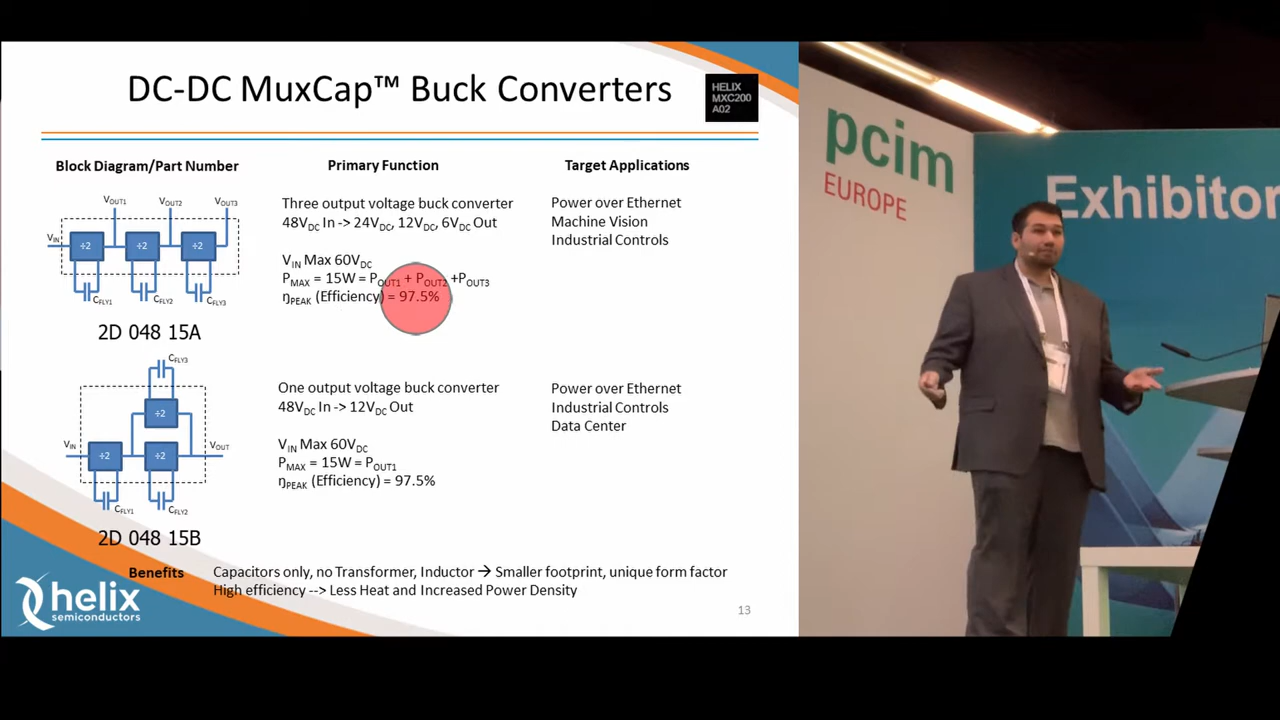 DC-DC MuxCap™ Buck Converters
HELIX
MXC200
A02
Block Diagram/Part Number
Primary Function
Target Applications
VOUT1
VOUT2
VOUT3
VIN
÷2
÷2
÷2
CFLY1
CFLY2
CFLY3
2D 048 15A
Three output voltage buck converter
48VDC In -> 24VDC, 12VDC, 6VDC Out
VIN Max 60VDC
PMAX = 15W = POUT1 + POUT2 +POUT3
ηPEAK (Efficiency) = 97.5%
Power over Ethernet
Machine Vision
Industrial Controls
CFLY3
÷2
VIN
÷2
÷2
VOUT
CFLY1
CFLY2
2D 048 15B
One output voltage buck converter
48VDC In -> 12VDC Out
VIN Max 60VDC
PMAX = 15W = POUT1
ηPEAK (Efficiency) = 97.5%
Power over Ethernet
Industrial Controls
Data Center
Benefits
Capacitors only, no Transformer, Inductor → Smaller footprint, unique form factor
High efficiency --> Less Heat and Increased Power Density
helix
semiconductors
13
pcim
EUROPE
Exhibitor